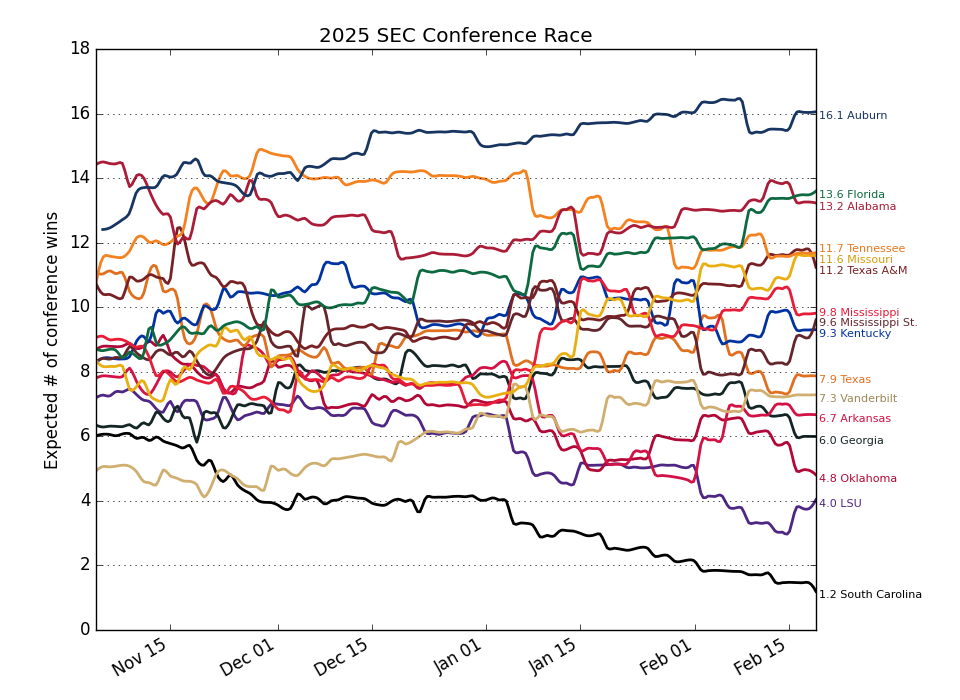 2025 SEC Conference Race
Expected # of conference wins
18
16
14
12
10
8
6
4
2
0
16.1 Auburn
13.6 Florida
13.2 Alabama
11.7 Tennessee
11.6 Missouri
11.2 Texas A&M
9.8 Mississippi
9.6 Mississippi St.
9.3 Kentucky
7.9 Texas
7.3 Vanderbilt
6.7 Arkansas
6.0 Georgia
4.8 Oklahoma
4.0 LSU
1.2 South Carolina
Nov 15
Dec 01
Dec 15
Jan 01
Jan 15
Feb 01
Feb 15